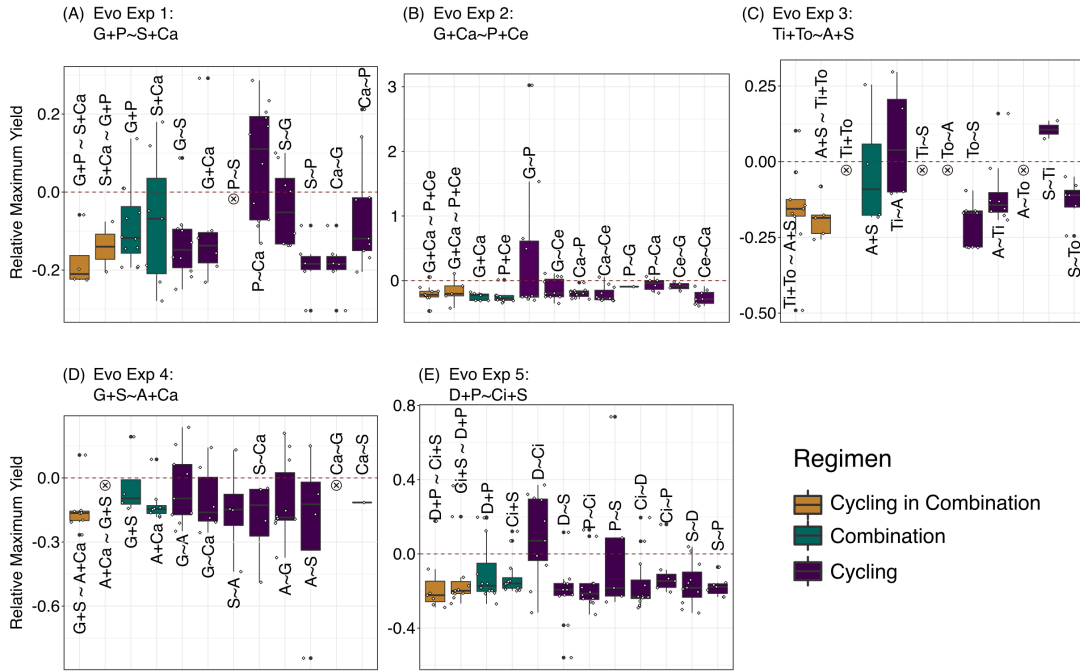 (A) Evo Exp 1:
G+P~S+Ca
Relative Maximum Yield
0.2
0.0
-0.2
G+P ~ S+Ca
S+Ca ~ G+P
G+P
S+Ca
G~S
G+Ca
P~S
P~Ca
S~G
S~P
Ca~G
Ca~P
(B) Evo Exp 2:
G+Ca~P+Ce
3
2
1
0
G+Ca ~ P+Ce
G+Ca ~ P+Ce
G+Ca
P+Ce
G~P
G~Ce
Ca~P
Ca~Ce
P~G
P~Ca
Ce~G
Ce~Ca
(C) Evo Exp 3:
Ti+To~A+S
0.25
0.00
-0.25
-0.50
Ti+To ~ A+S
A+S ~ Ti+To
Ti+To
A+S
Ti~A
Ti~S
To~A
To~S
A~Ti
A~To
S~Ti
S~To
(D) Evo Exp 4:
G+S~A+Ca
Relative Maximum Yield
0.0
-0.3
-0.6
G+S ~ A+Ca
A+Ca ~ G+S
G+S
A+Ca
G~A
G~Ca
S~A
S~Ca
A~G
A~S
Ca~G
Ca~S
(E) Evo Exp 5:
D+P~Ci+S
0.8
0.4
0.0
-0.4
D+P ~ Ci+S
Ci+S ~ D+P
D+P
Ci+S
D~Ci
D~S
P~Ci
P~S
Ci~D
Ci~P
S~D
S~P
Regimen
Cycling in Combination
Combination
Cycling